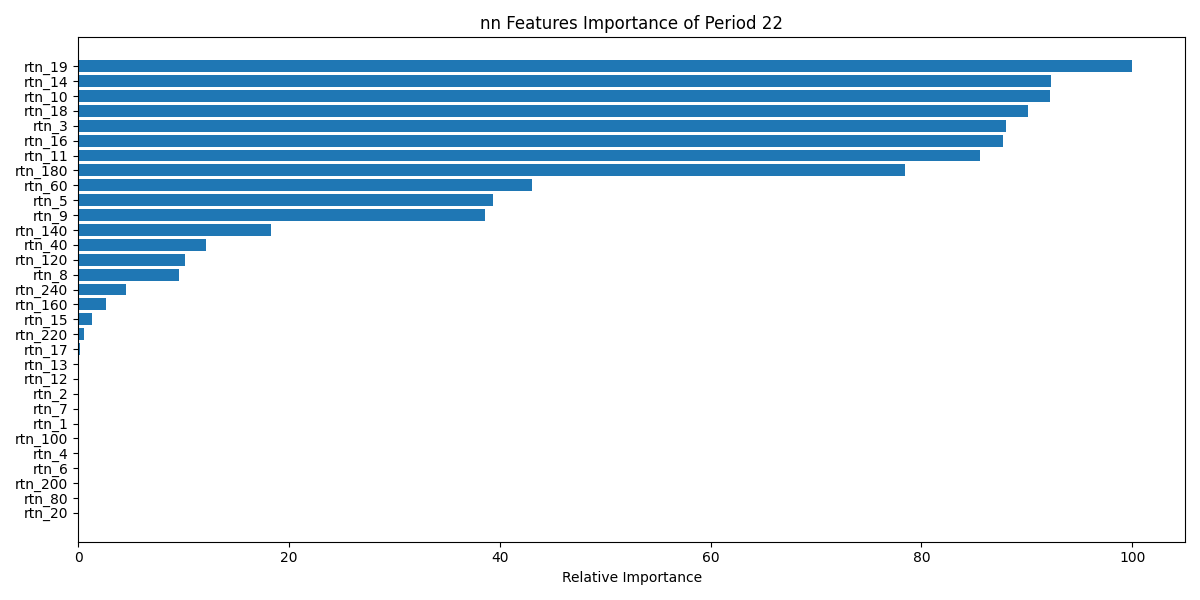 nn Features Importance of Period 22
rtn_19
rtn_14
rtn_10
rtn_18
rtn_3
rtn_16
rtn_11
rtn_180
rtn_60
rtn_5
rtn_9
rtn_140
rtn_40
rtn_120
rtn_8
rtn_240
rtn_160
rtn_15
rtn_220
rtn_17
rtn_13
rtn_12
rtn_2
rtn_7
rtn_1
rtn_100
rtn_4
rtn_6
rtn_200
rtn_80
rtn_20
0 20 40 60 80 100
Relative Importance